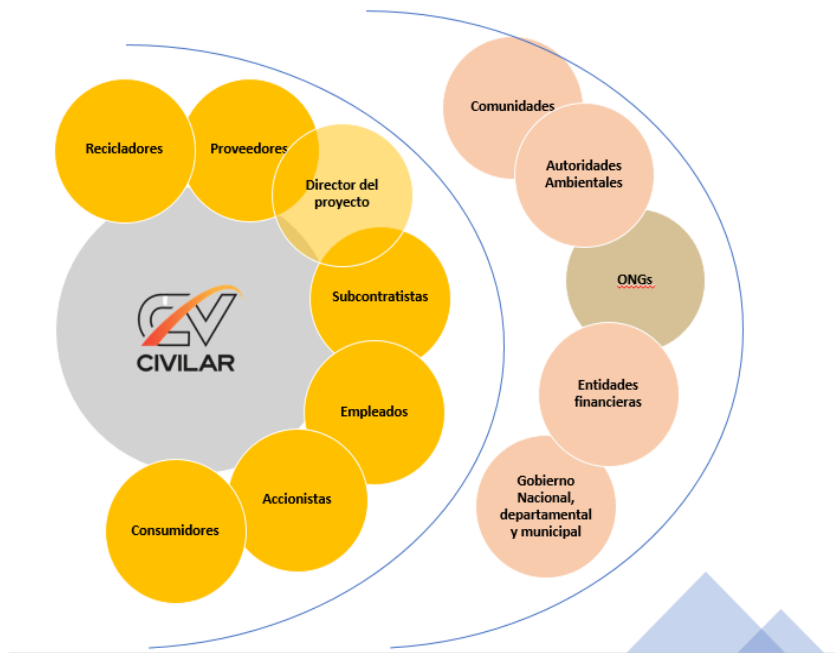 Comunidades
Recicladores
Proveedores
Autoridades
Ambientales
Director del
proyecto
ONGs
Subcontratistas
CIVILAR
Entidades
financieras
Empleados
Gobierno
Nacional,
departamental
y municipal
Accionistas
Consumidores